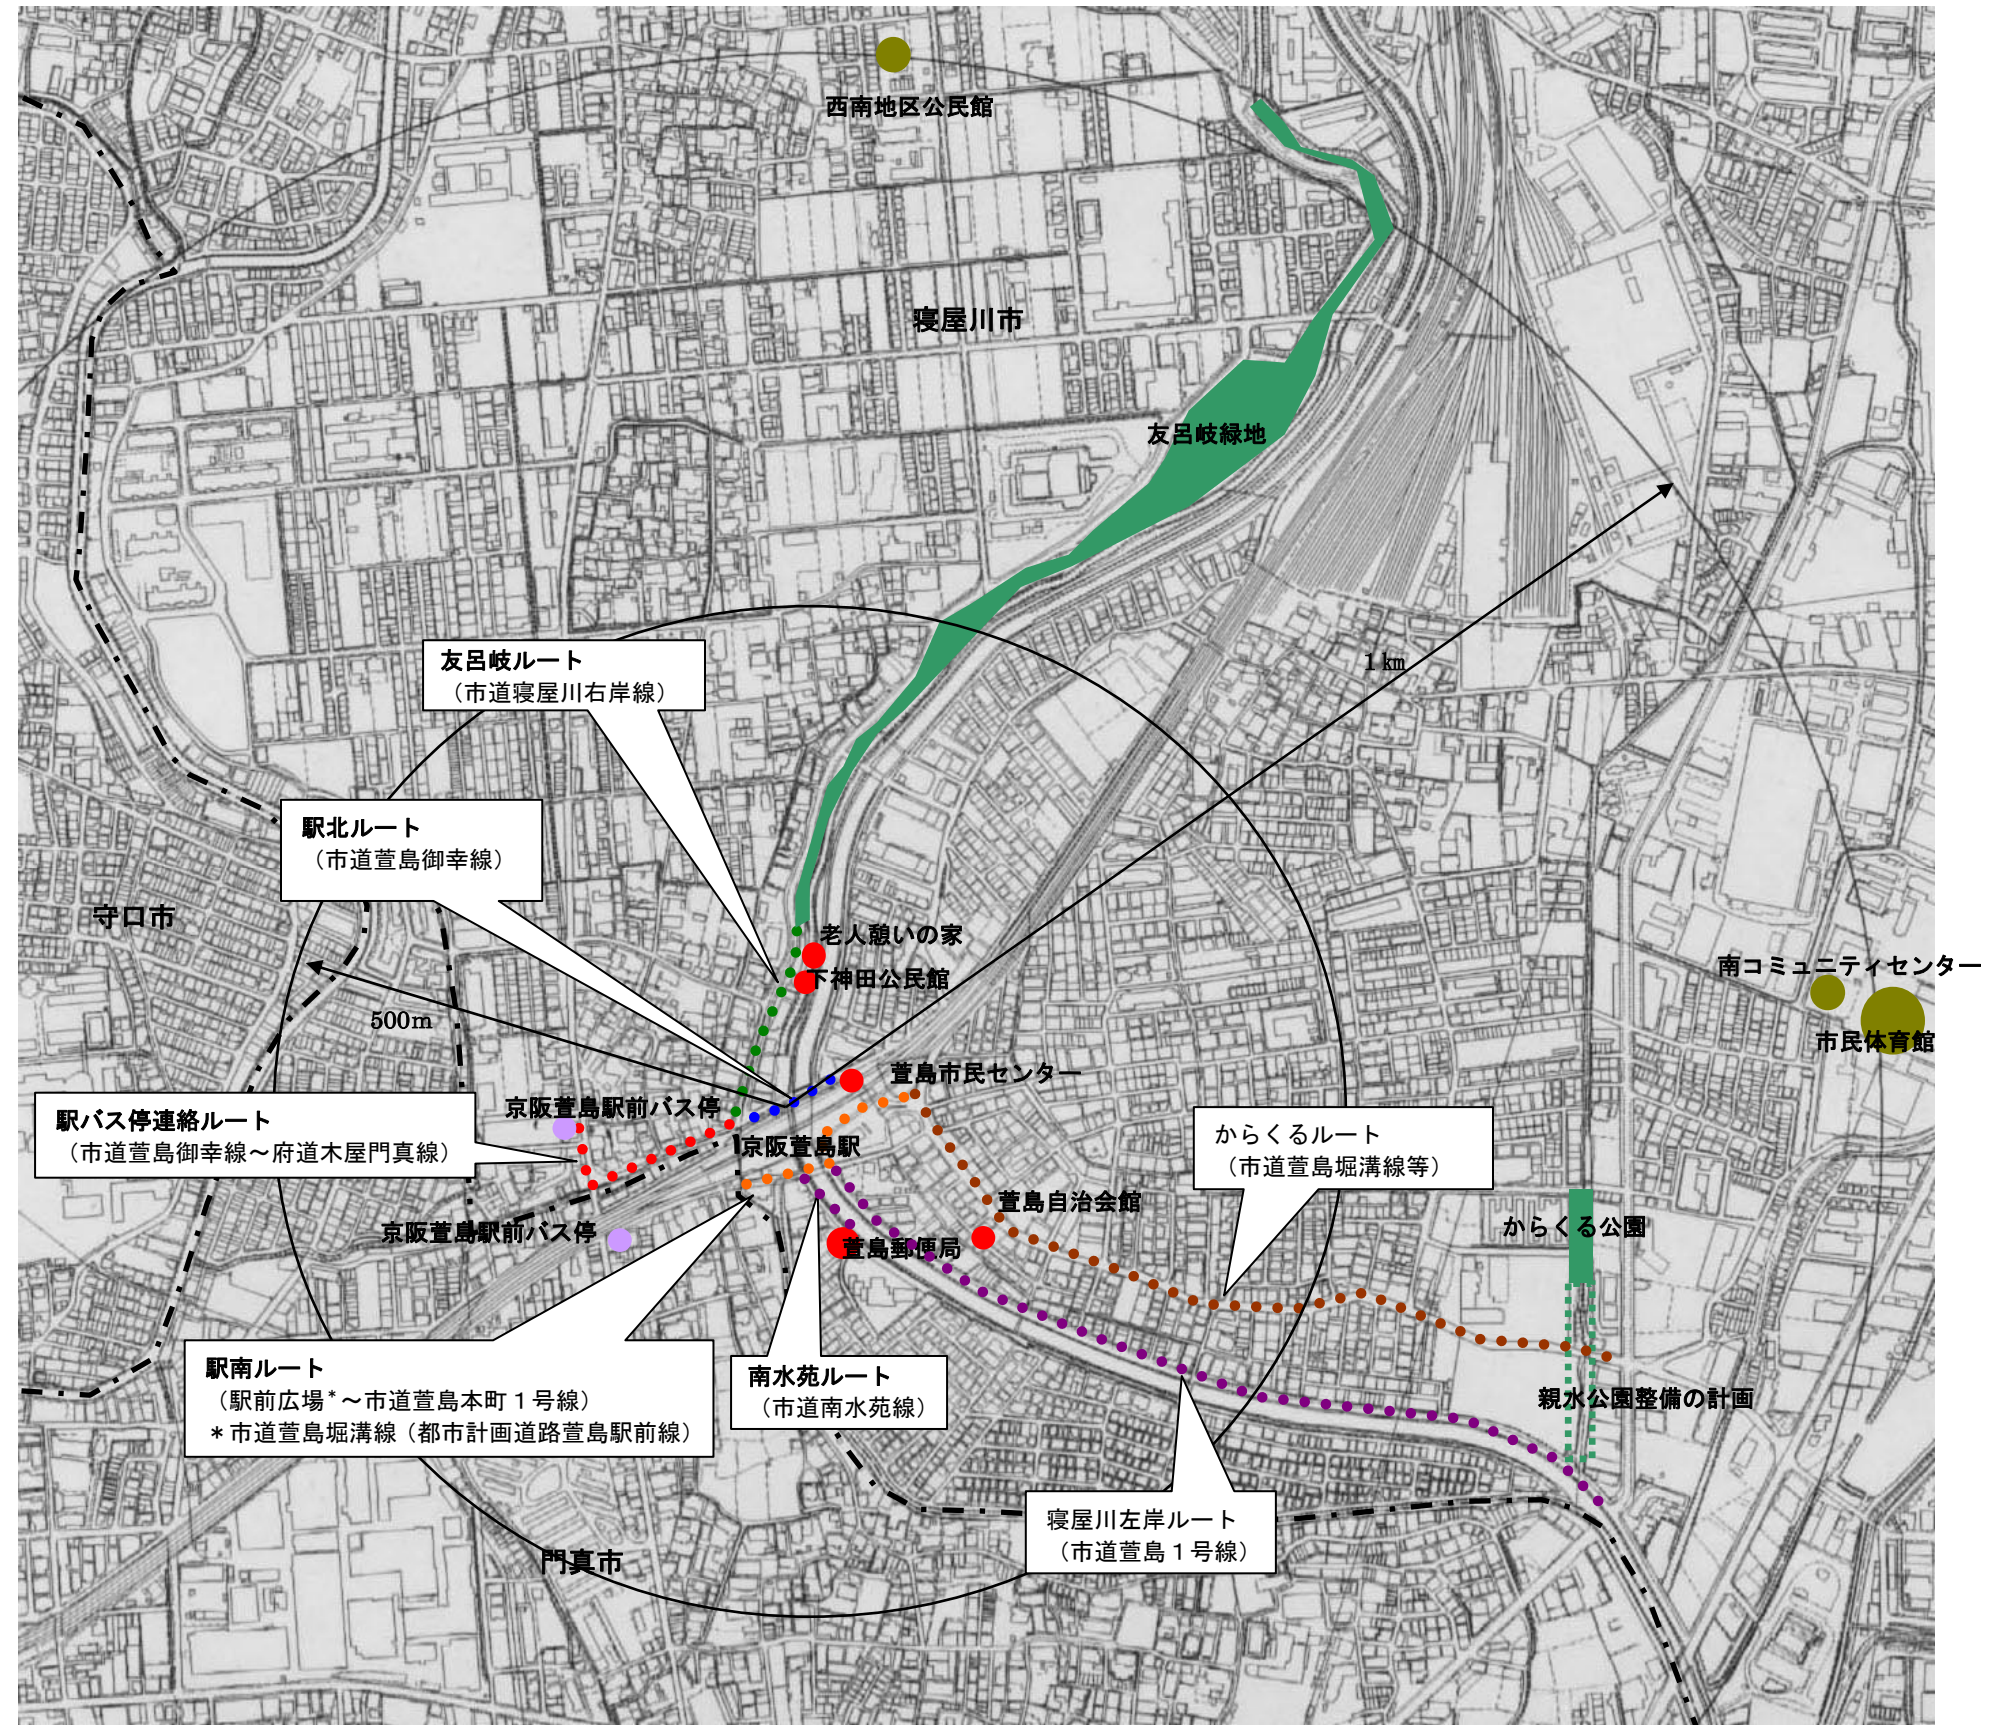 西南地区公民館
寝屋川市
友呂岐緑地
友呂岐ルート
（市道寝屋川右岸線）
1㎞
駅北ルート
（市道萱島御幸線）
守口市
老人憩いの家
下神田公民館
南コミュニティセンター
市民体育館
500m
萱島市民センター
京阪萱島駅前バス停
駅バス停連絡ルート
（市道萱島御幸線～府道木屋門真線）
京阪萱島駅
からくるルート
（市道萱島堀溝線等）
萱島自治会館
からくる公園
京阪萱島駅前バス停
萱島郵便局
駅南ルート
（駅前広場*～市道萱島本町１号線）
＊市道萱島堀溝線（都市計画道路萱島駅前線）
南水苑ルート
（市道南水苑線）
親水公園整備の計画
寝屋川左岸ルート
（市道萱島１号線）
門真市